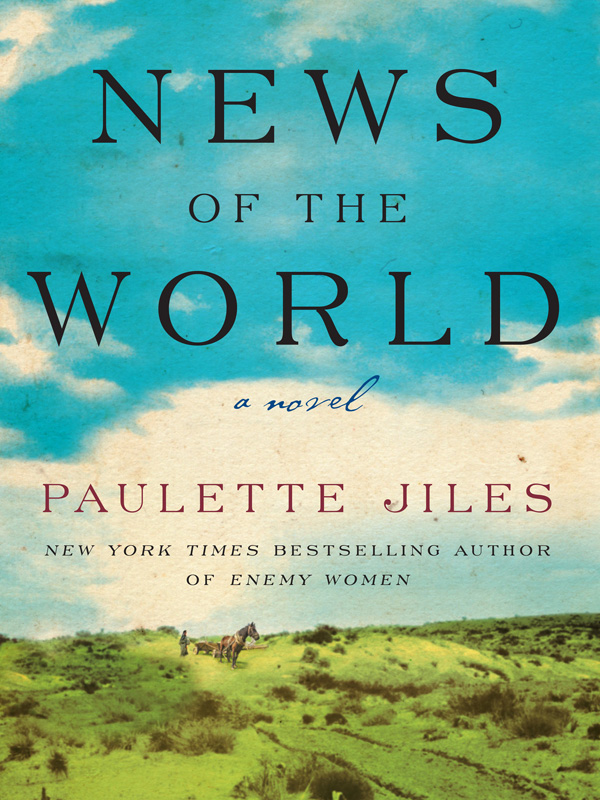 NEWS
OF THE
WORLD
a novel
PAULETTE JILES
NEW YORK TIMES BESTSELLING AUTHOR
OF ENEMY WOMEN